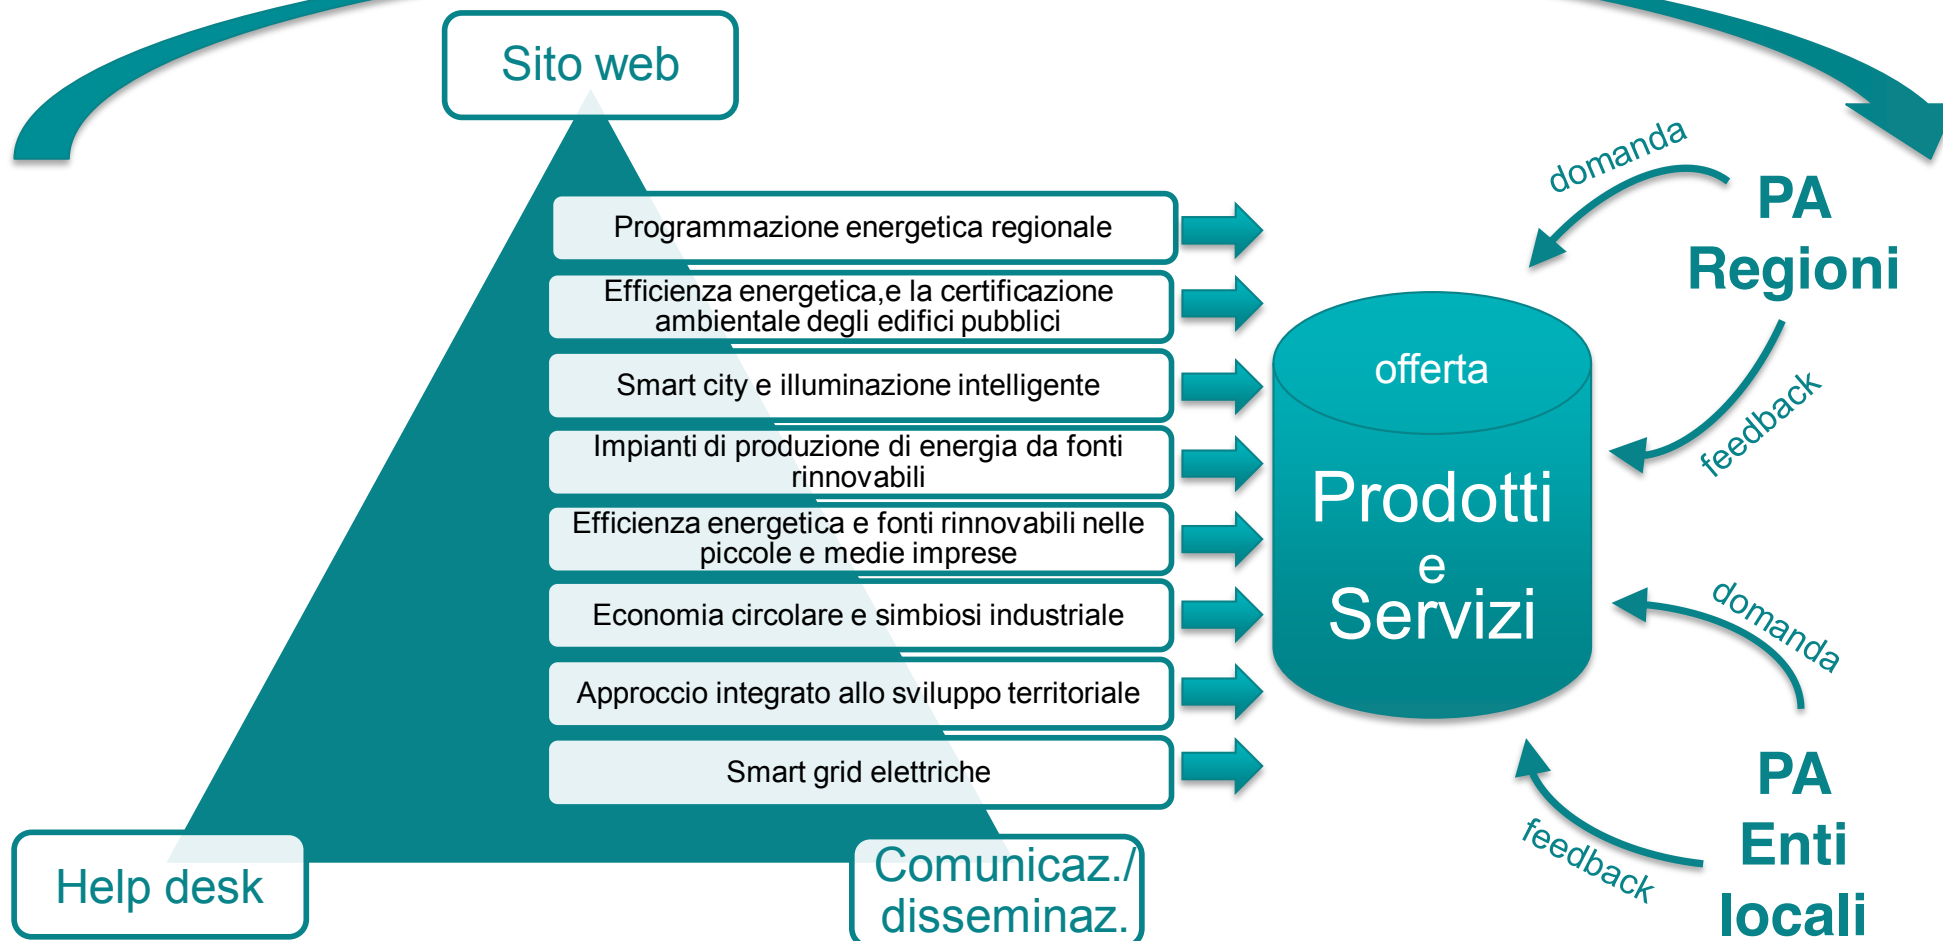 Sito web
Programmazione energetica regionale
Efficienza energetica,e la certificazione
ambientale degli edifici pubblici
Smart city e illuminazione intelligente
Impianti di produzione di energia da fonti
rinnovabili
Efficienza energetica e fonti rinnovabili nelle
piccole e medie imprese
Economia circolare e simbiosi industriale
Approccio integrato allo sviluppo territoriale
Smart grid elettriche
Help desk
Comunicaz./
disseminaz.
offerta
Prodotti
e
Servizi
domanda
PA
Regioni
feedback
domanda
PA
Enti
locali
feedback